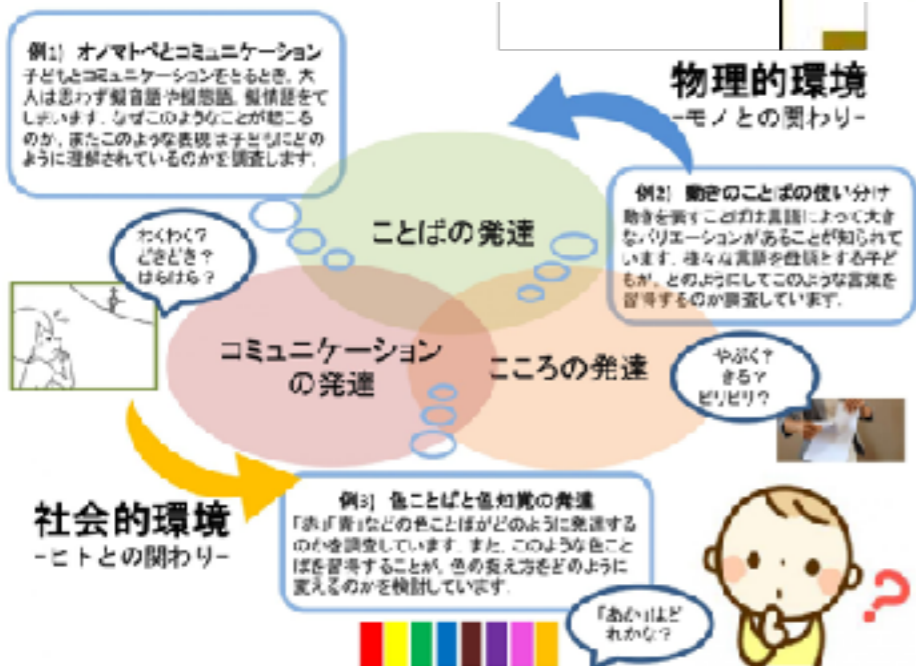 例1) オノマトペとコミュニケーション
子どもとコミュニケーションをとるとき、大
人は思わず擬音語や擬態語、擬情語をて
しまいます。なぜこのようなことが起こる
のか、またこのような表現は子どもにどの
ように理解されているのかを調査します。
物理的環境
-モノとの関わり-
例2) 動きのことばの使い分け
動きを表すことばは言語によって大き
なバリエーションがあることが知られて
います。様々な言語を母語とする子ど
もが、どのようにしてこのような言葉を
習得するのか調査しています。
ことばの発達
わくわく?
どきどき?
はらはら?
コミュニケーション
の発達
こころの発達
やぶく?
きる?
ビリビリ?
社会的環境
-ヒトとの関わり-
例3) 色ことばと色知覚の発達
「赤」「青」などの色ことばがどのように発達する
のかを調査しています。また、このような色こと
ばを習得することが、色の捉え方をどのように
変えるのかを検討しています。
「あか」はど
れかな?
?